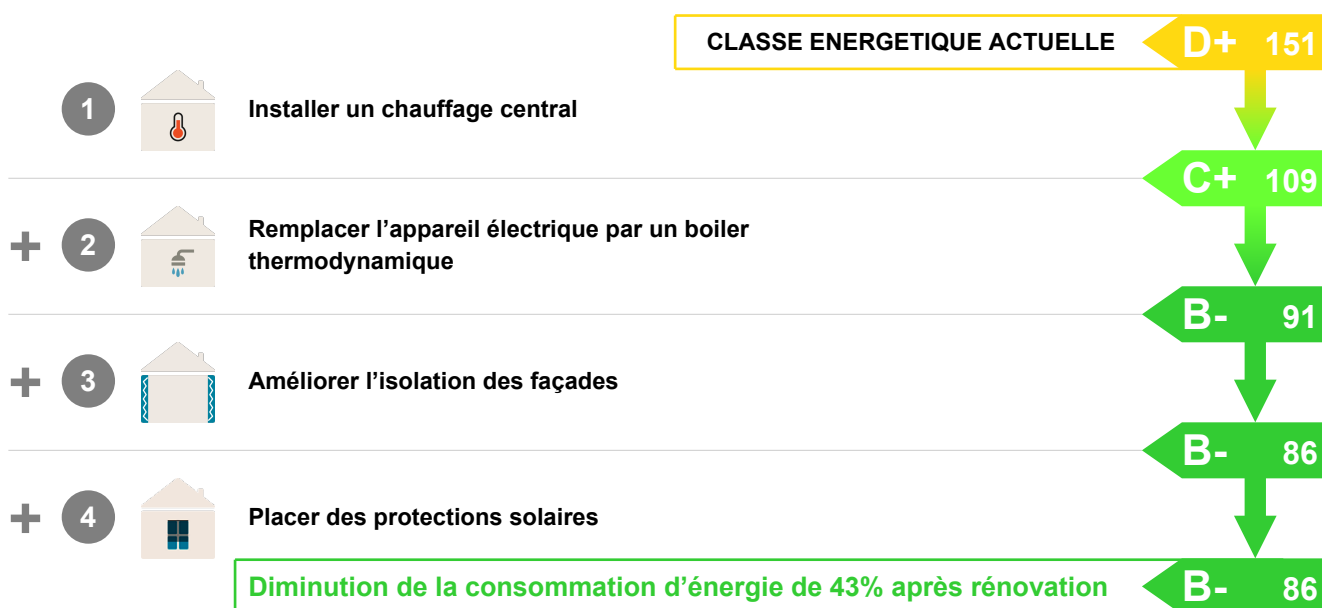 CLASSE ENERGETIQUE ACTUELLE D+ 151
1 Installer un chauffage central
C+ 109
+ 2 Remplacer l’appareil électrique par un boiler
thermodynamique
B- 91
+ 3 Améliorer l’isolation des façades
B- 86
+ 4 Placer des protections solaires
Diminution de la consommation d’énergie de 43% après rénovation B- 86